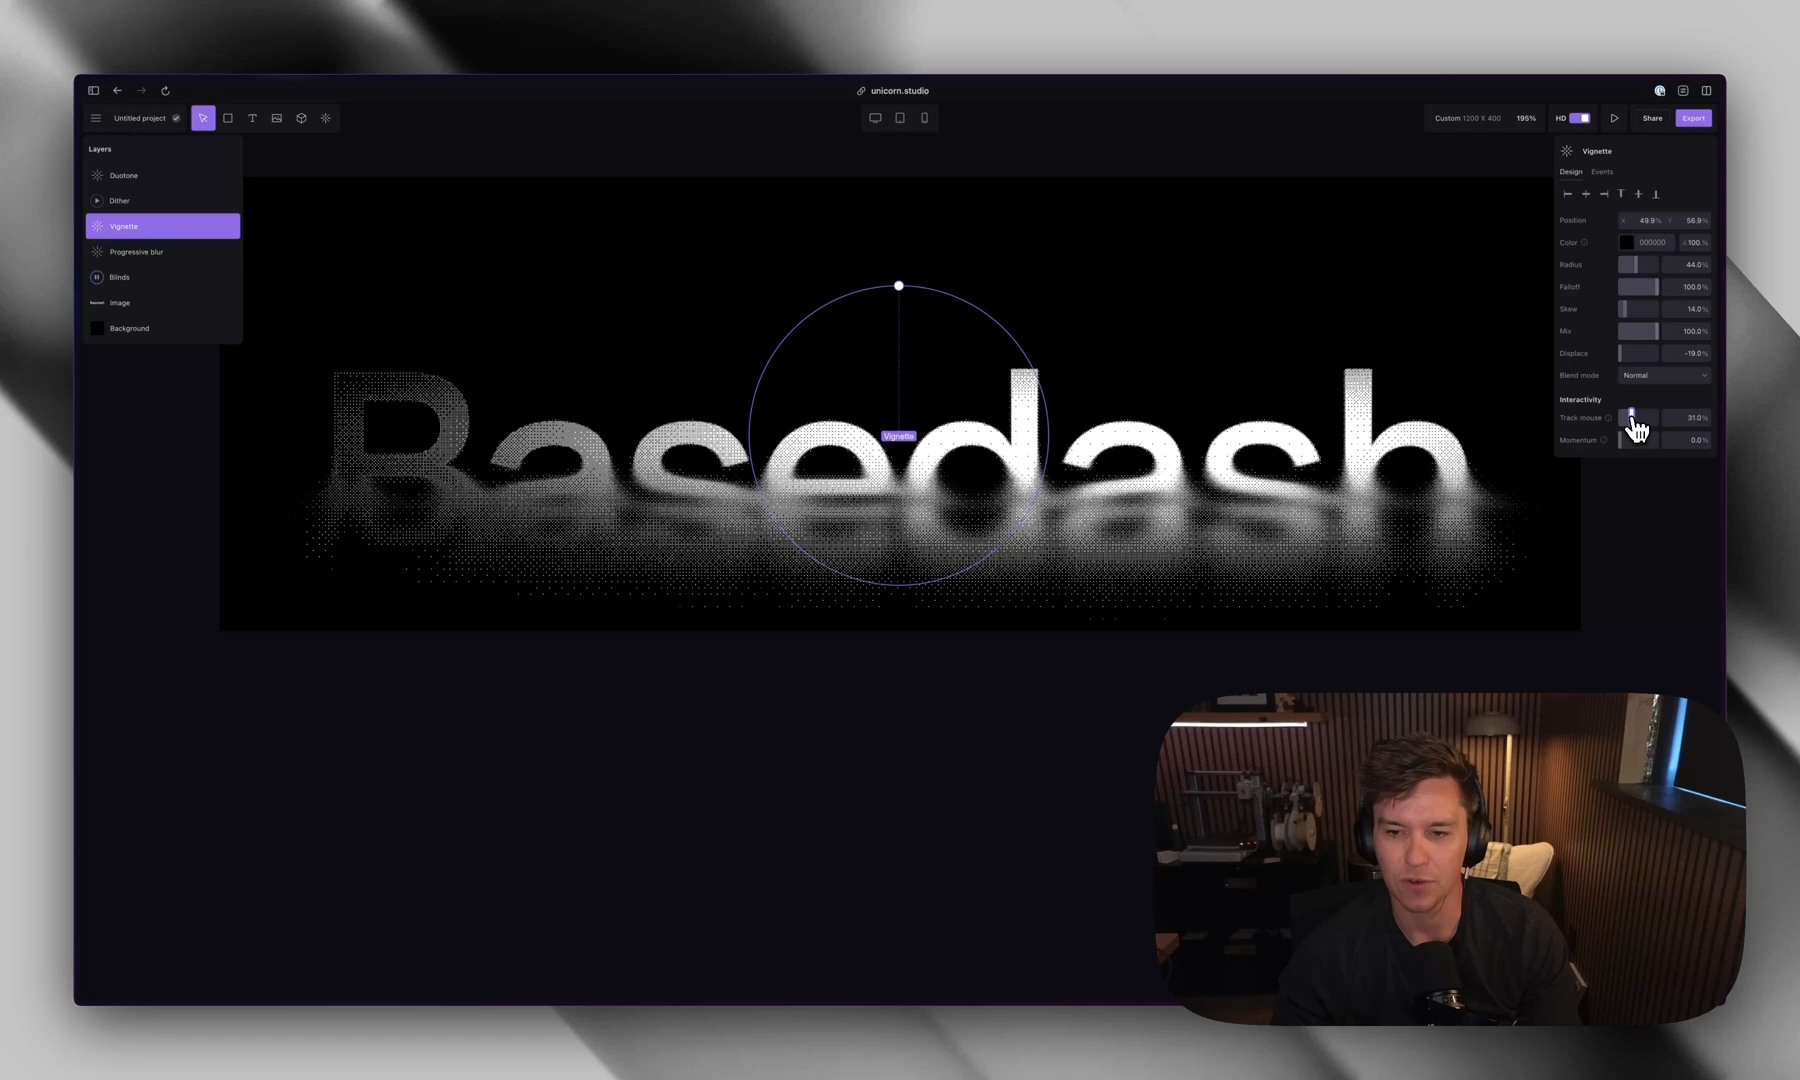 unicorn.studio
Untitled project
Custom 1200 X 400 195% HD Share Export
Layers
Duotone
Dither
Vignette
Progressive blur
Blinds
Image
Background
Basedash
Vignette
Vignette
Design Events
Position X 49.9% Y 56.9%
Color 000000 A 100.%
Radius 44.0%
Falloff 100.0%
Skew 14.0%
Mix 100.0%
Displace -19.0%
Blend mode Normal
Interactivity
Track mouse 31.0%
Momentum 0.0%